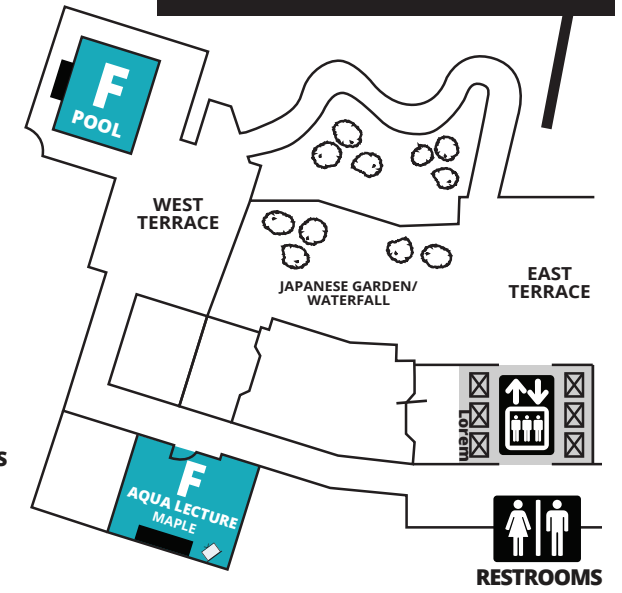 F
POOL
WEST
TERRACE
JAPANESE GARDEN/
WATERFALL
EAST
TERRACE
Lorem
S
F
AQUA LECTURE
MAPLE
RESTROOMS